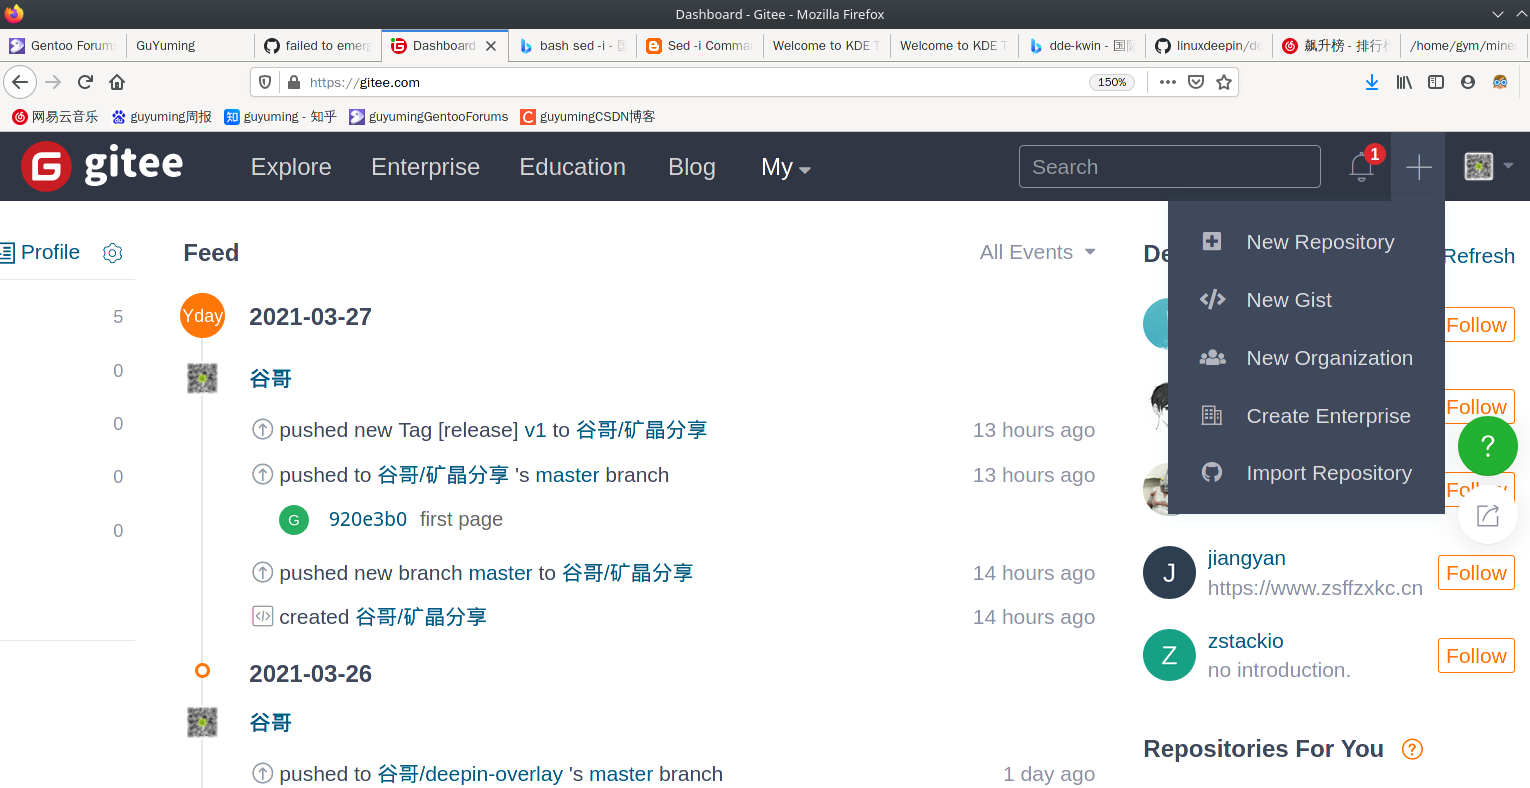 Dashboard - Gitee - Mozilla Firefox
Gentoo Forums
GuYuming
failed to emerg
Dashboard
bash sed -i - 国
Sed -i Comma
Welcome to KDE T
Welcome to KDE T
dde-kwin - 国际
linuxdeepin/dd
飙升榜 - 排行榜
/home/gym/mine
https://gitee.com
150%
网易云音乐
guyuming周报
知 guyuming - 知乎
guyumingGentooForums
C guyumingCSDN博客
G gitee
Explore
Enterprise
Education
Blog
My
Search
1
New Repository
New Gist
New Organization
Create Enterprise
Import Repository
Profile
5
0
0
0
0
Feed
All Events
Yday
2021-03-27
谷哥
pushed new Tag [release] v1 to 谷哥/矿晶分享
13 hours ago
pushed to 谷哥/矿晶分享 's master branch
13 hours ago
G 920e3b0 first page
pushed new branch master to 谷哥/矿晶分享
14 hours ago
created 谷哥/矿晶分享
14 hours ago
2021-03-26
谷哥
pushed to 谷哥/deepin-overlay 's master branch
1 day ago
De
Refresh
Follow
Follow
?
Follow
J
jiangyan
https://www.zsffzxkc.cn
Follow
Z
zstackio
no introduction.
Follow
Repositories For You ?